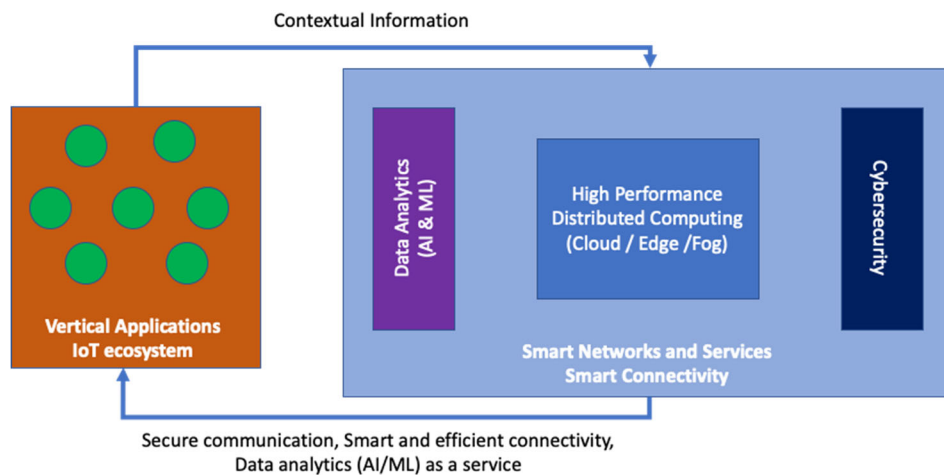 Contextual Information
Vertical Applications
IoT ecosystem
Data Analytics
(AI & ML)
High Performance
Distributed Computing
(Cloud / Edge /Fog)
Cybersecurity
Smart Networks and Services
Smart Connectivity
Secure communication, Smart and efficient connectivity,
Data analytics (AI/ML) as a service